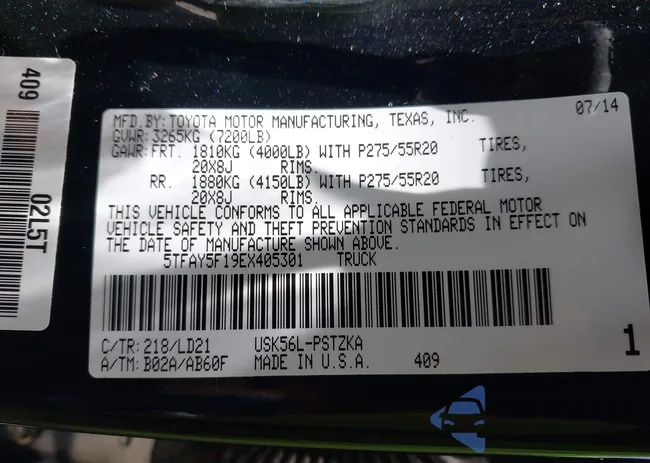 409
02L5T
MFD.BY:TOYOTA MOTOR MANUFACTURING, TEXAS, INC. 07/14
GVWR:3265KG (7200LB)
GAWR:FRT. 1810KG (4000LB) WITH P275/55R20 TIRES,
20X8J RIMS.
RR. 1880KG (4150LB) WITH P275/55R20 TIRES,
20X8J RIMS.
THIS VEHICLE CONFORMS TO ALL APPLICABLE FEDERAL MOTOR
VEHICLE SAFETY AND THEFT PREVENTION STANDARDS IN EFFECT ON
THE DATE OF MANUFACTURE SHOWN ABOVE.
5TFAY5F19EX405301 TRUCK
C/TR:218/LD21 USK56L-PSTZKA
A/TM:B02A/AB60F MADE IN U.S.A. 409
1